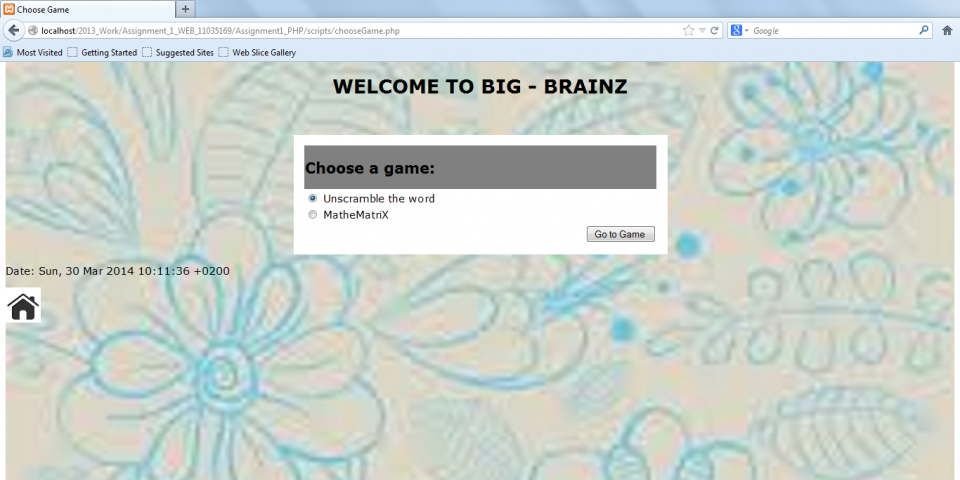 Choose Game
localhost/2013_Work/Assignment_1_WEB_11035169/Assignment1_PHP/scripts/chooseGame.php
Google
Most Visited Getting Started Suggested Sites Web Slice Gallery
WELCOME TO BIG - BRAINZ
Choose a game:
Unscramble the word
MatheMatriX
Go to Game
Date: Sun, 30 Mar 2014 10:11:36 +0200